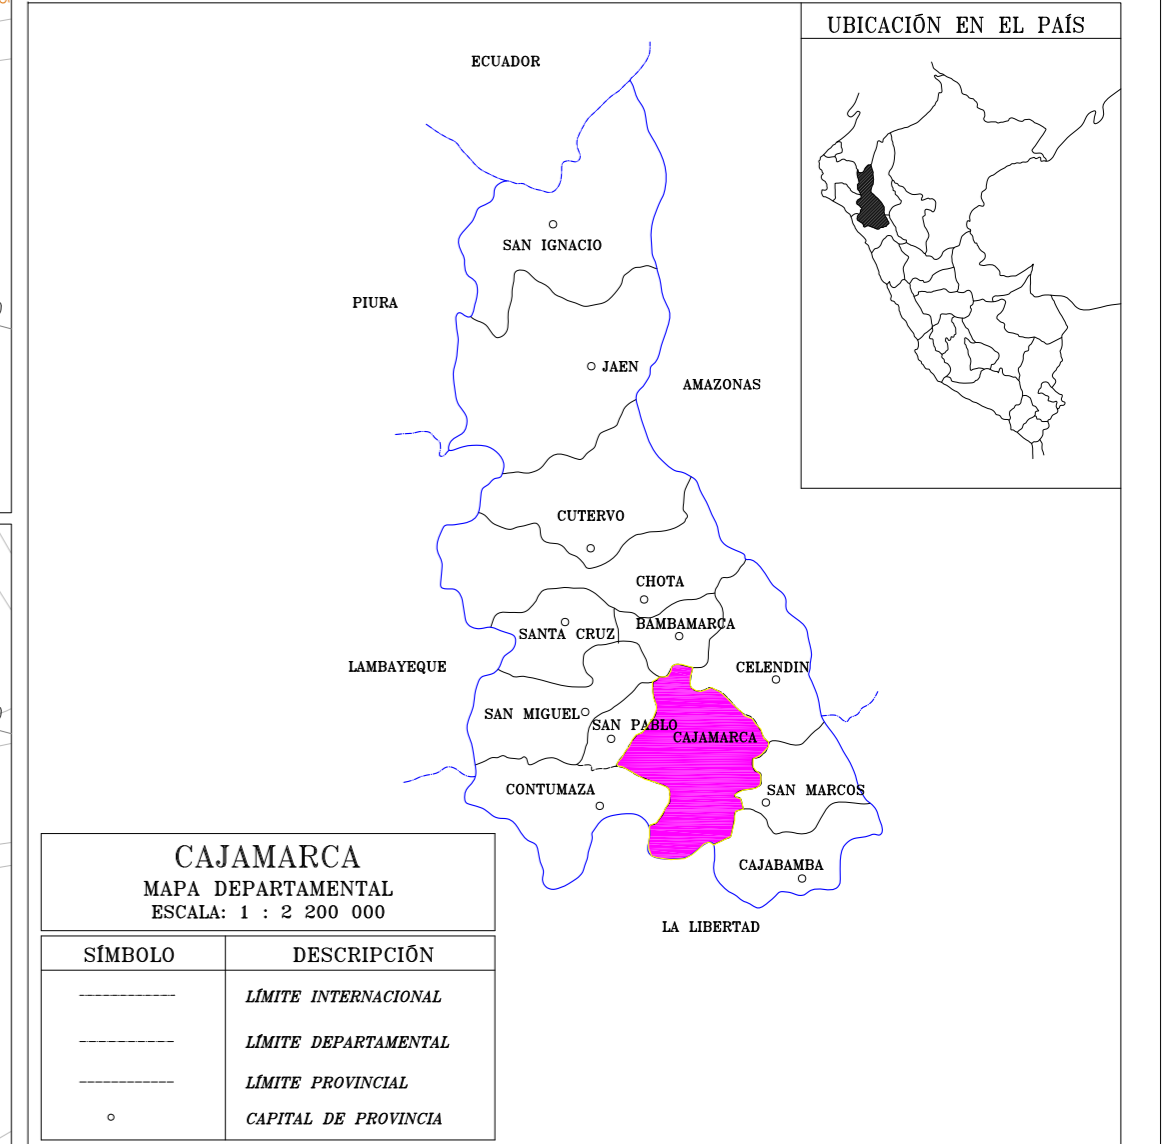 UBICACIÓN EN EL PAÍS
ECUADOR
SAN IGNACIO
PIURA
JAEN
AMAZONAS
CUTERVO
CHOTA
BAMBAMARCA
SANTA CRUZ
LAMBAYEQUE
CELENDIN
SAN MIGUEL
SAN PABLO
CAJAMARCA
CONTUMAZA
SAN MARCOS
CAJABAMBA
LA LIBERTAD
CAJAMARCA
MAPA DEPARTAMENTAL
ESCALA: 1 : 2 200 000
SÍMBOLO DESCRIPCIÓN
LÍMITE INTERNACIONAL
LÍMITE DEPARTAMENTAL
LÍMITE PROVINCIAL
CAPITAL DE PROVINCIA